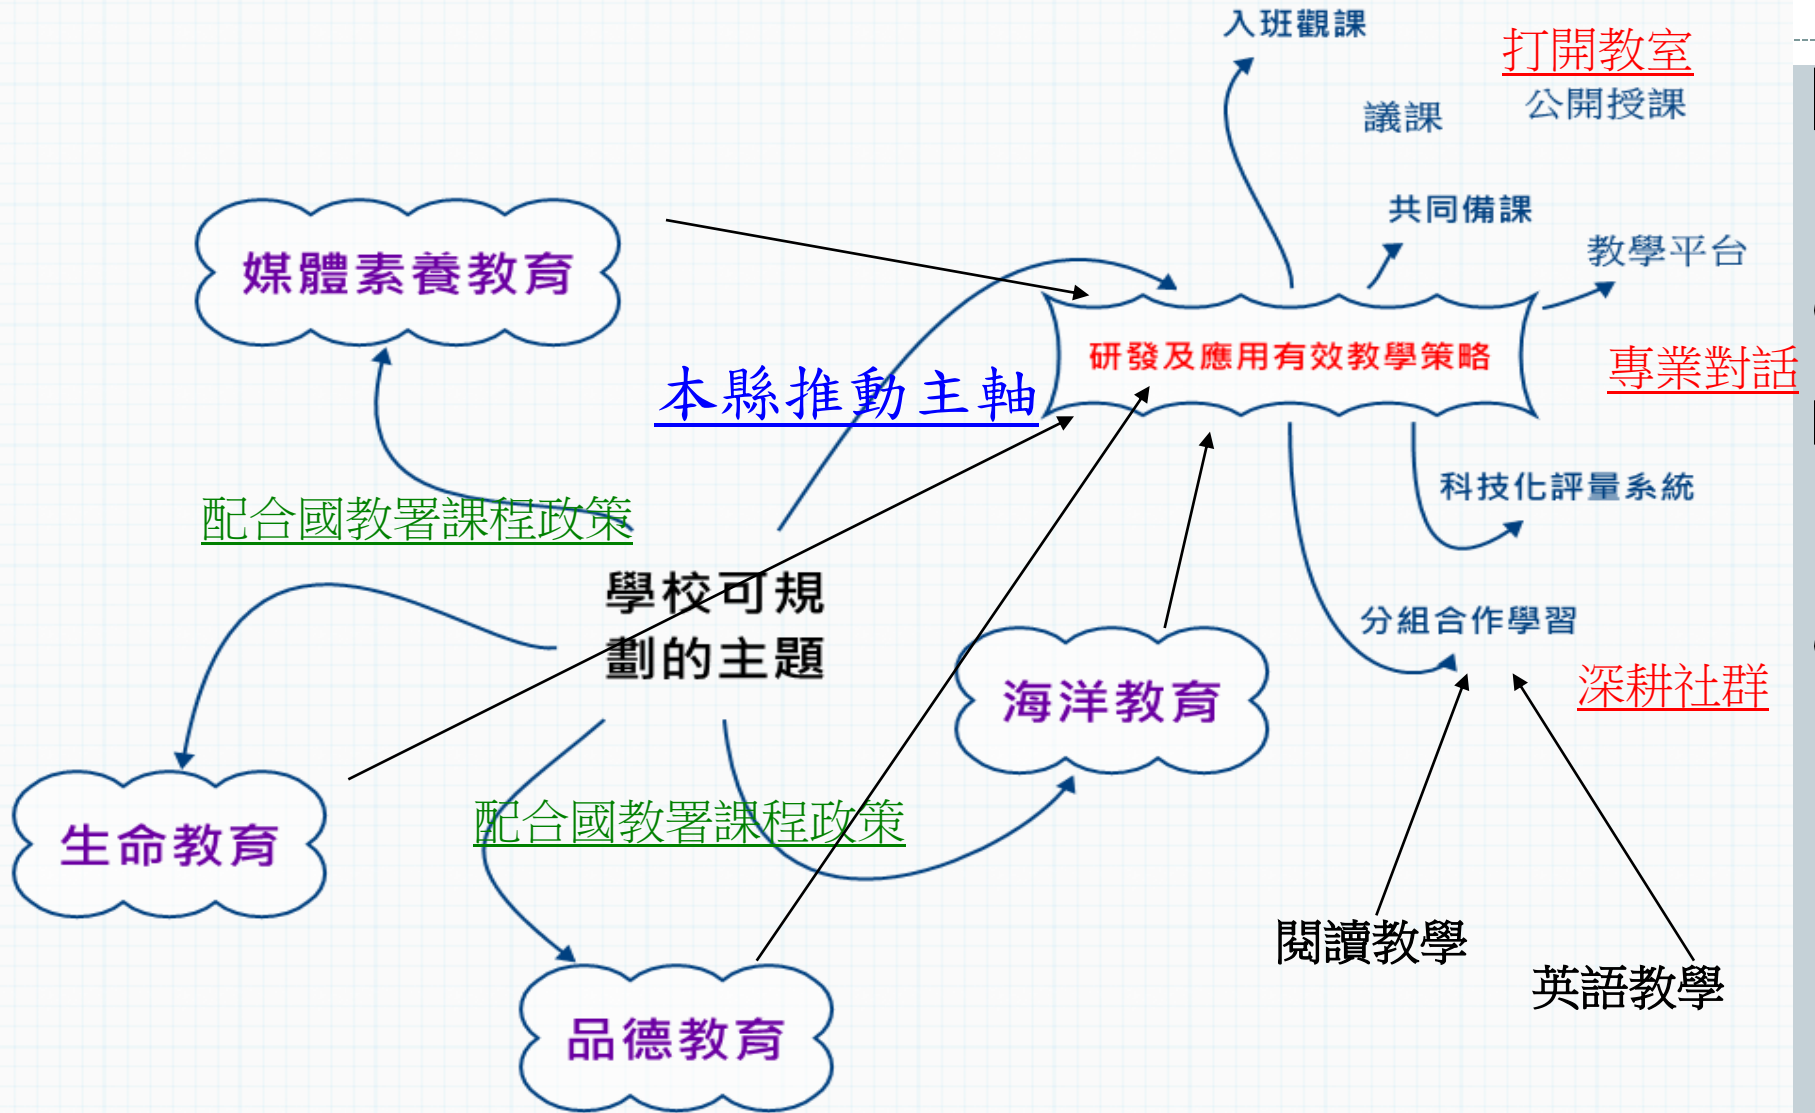 入班觀課
打開教室
議課
公開授課
共同備課
教學平台
媒體素養教育
研發及應用有效教學策略
專業對話
本縣推動主軸
科技化評量系統
配合國教署課程政策
學校可規
劃的主題
分組合作學習
深耕社群
海洋教育
配合國教署課程政策
生命教育
閱讀教學
英語教學
品德教育